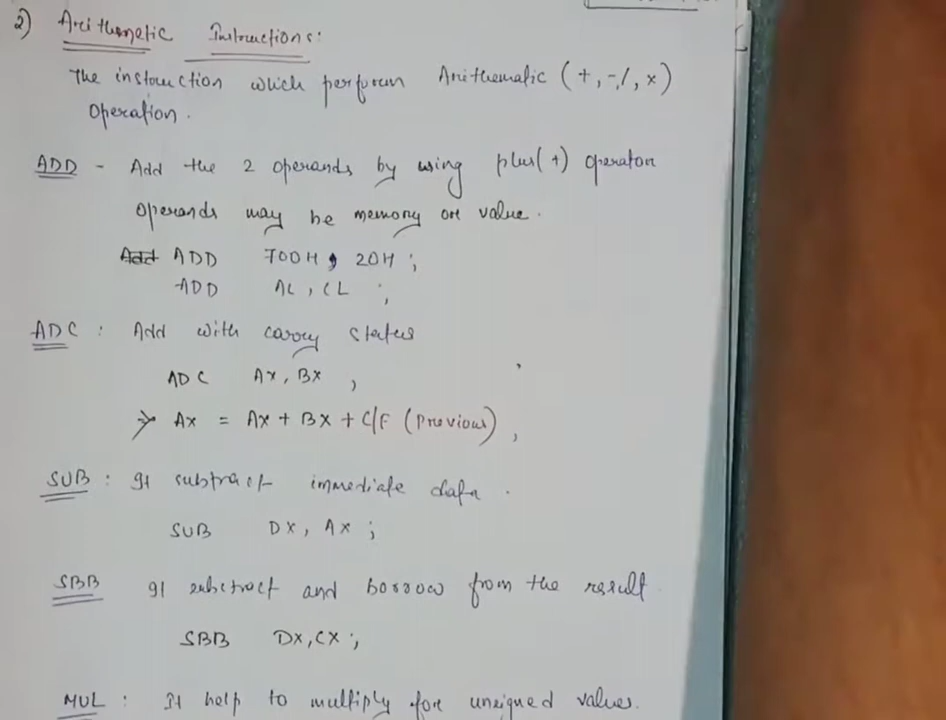 2) Arithemetic Instructions:
The instruction which perform Arithematic (+, -, /, ×)
Operation.
ADD - Add the 2 operands by using plus(+) operator
Operands may be memory or value.
ADD 700H, 20H ;
ADD AL, CL ;
ADC : Add with carry status
ADC AX, BX ;
→ AX = AX + BX + C/F (Previous) ;
SUB : It subtract immediate data .
SUB DX, AX ;
SBB It subtract and borrow from the result.
SBB DX, CX ;
MUL : It help to multiply for unsigned values.